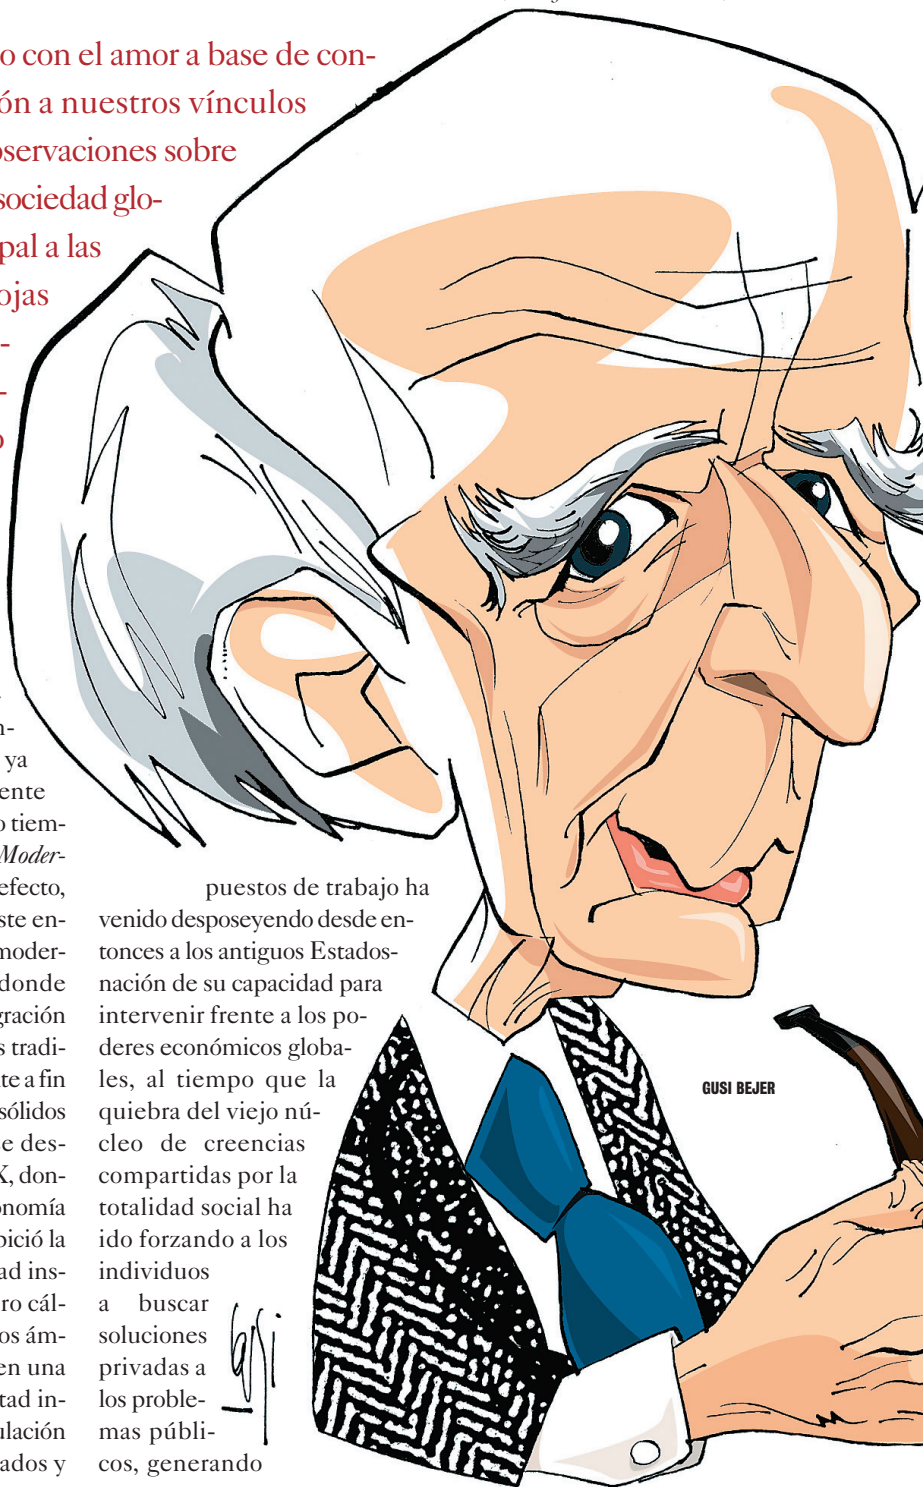 o con el amor a base de con-
ón a nuestros vínculos
bservaciones sobre
sociedad glo-
pal a las
ojas
-
-
o
n-
ya
ente
o tiem-
Moder-
efecto,
ste en-
moder-
donde
gración
s tradi-
te a fin
sólidos
e des-
X, don-
onomía
bició la
ad ins-
ro cál-
os ám-
en una
tad in-
ulación
ados y
puestos de trabajo ha
venido desposeyendo desde en-
tonces a los antiguos Estados-
nación de su capacidad para
intervenir frente a los po-
deres económicos globa-
les, al tiempo que la
quiebra del viejo nú-
cleo de creencias
compartidas por la
totalidad social ha
ido forzando a los
individuos
a buscar
soluciones
privadas a
los proble-
mas públi-
cos, generando
GUSI BEJER